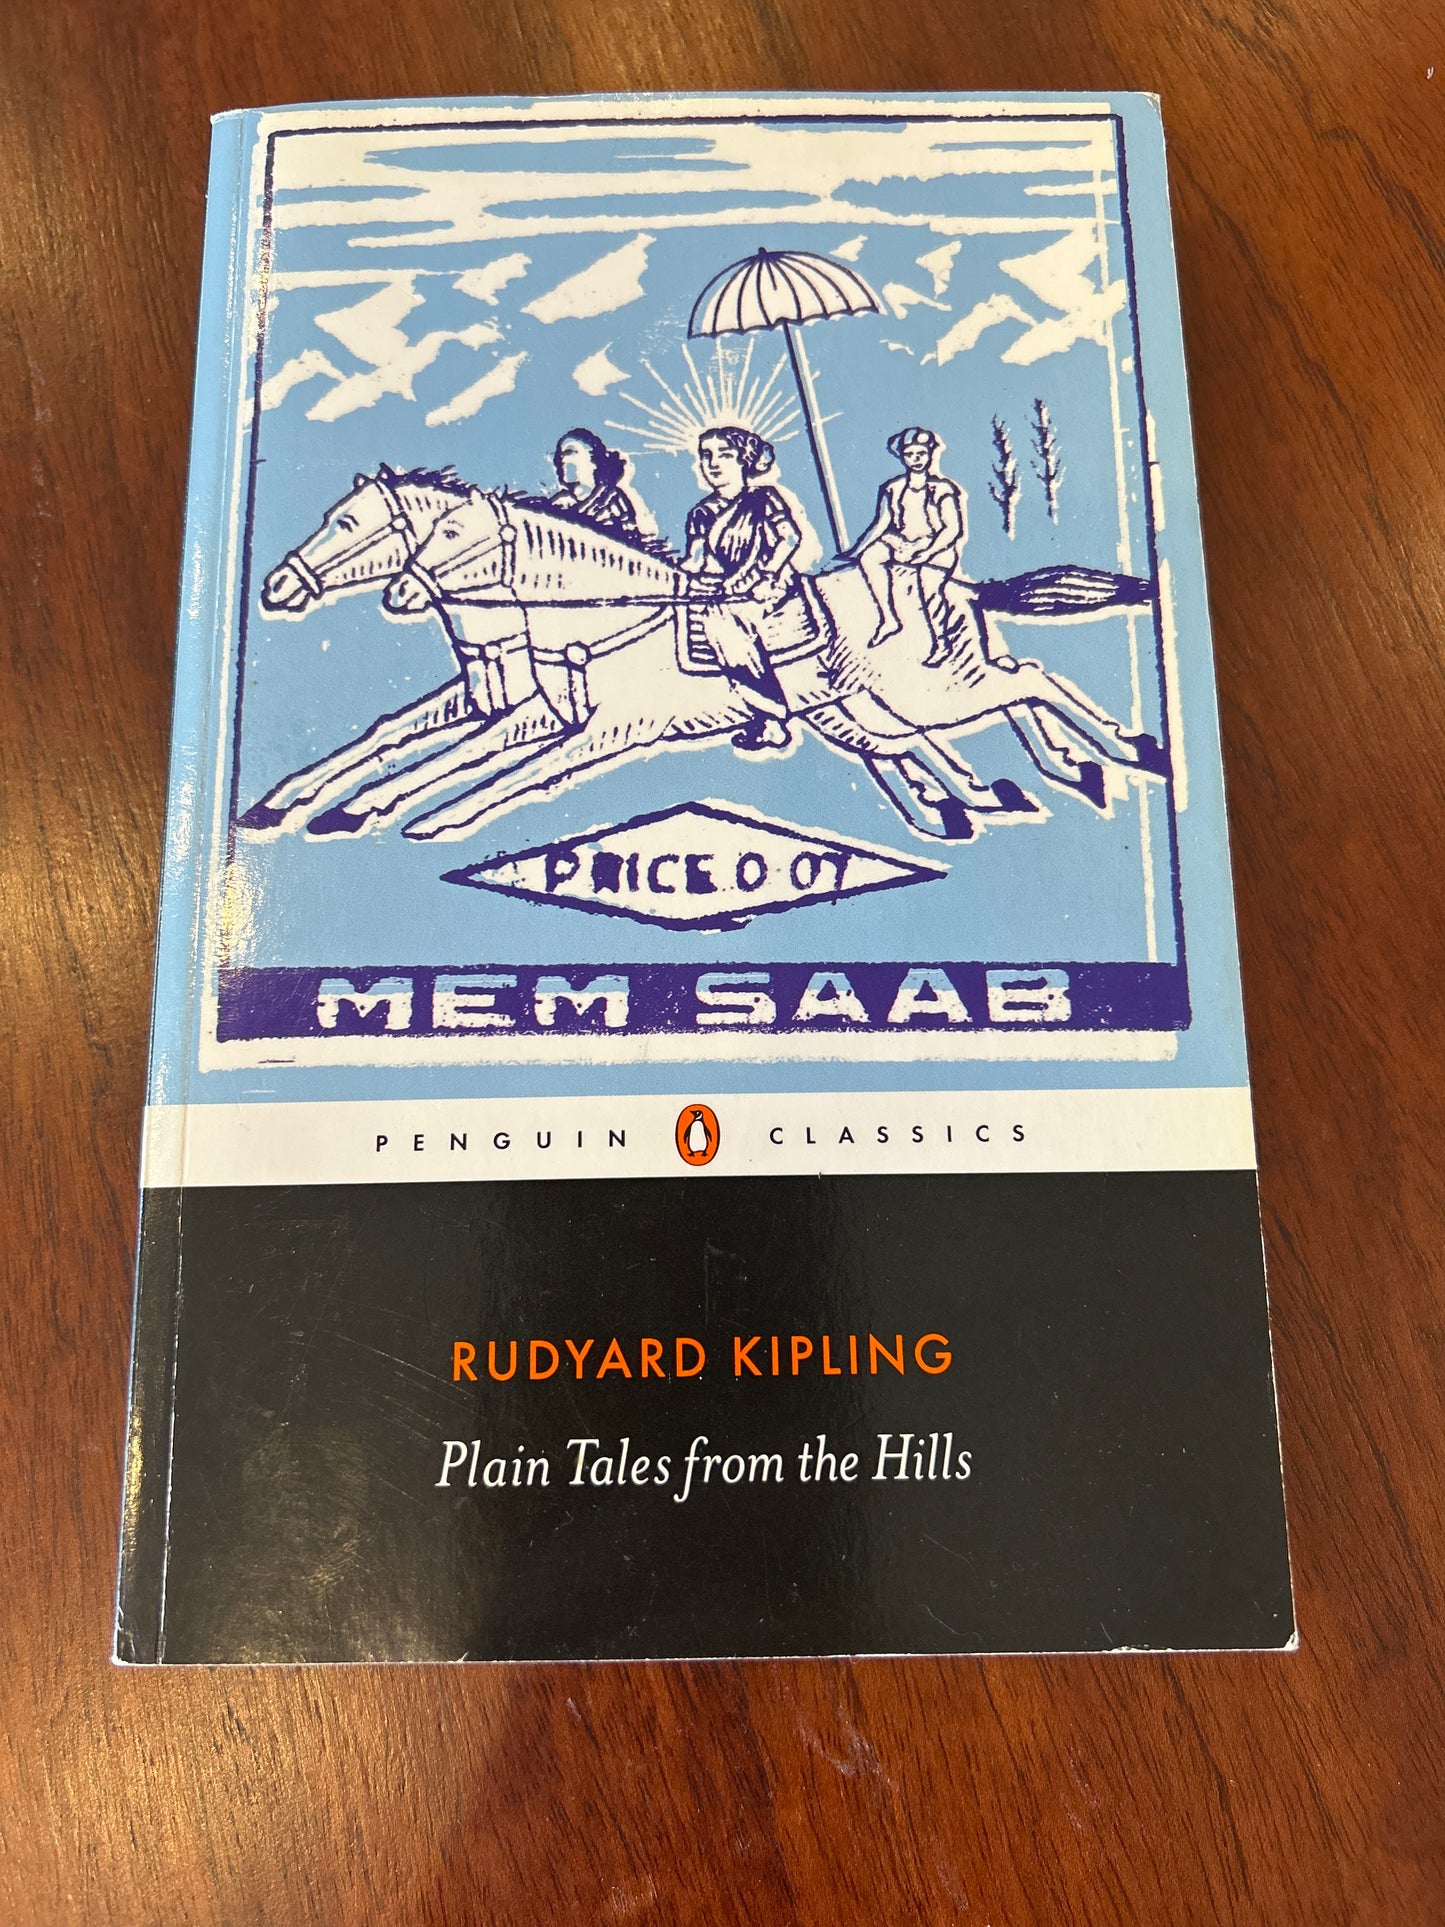 PRICE 0 07
MEM SAAB
PENGUIN CLASSICS
RUDYARD KIPLING
Plain Tales from the Hills